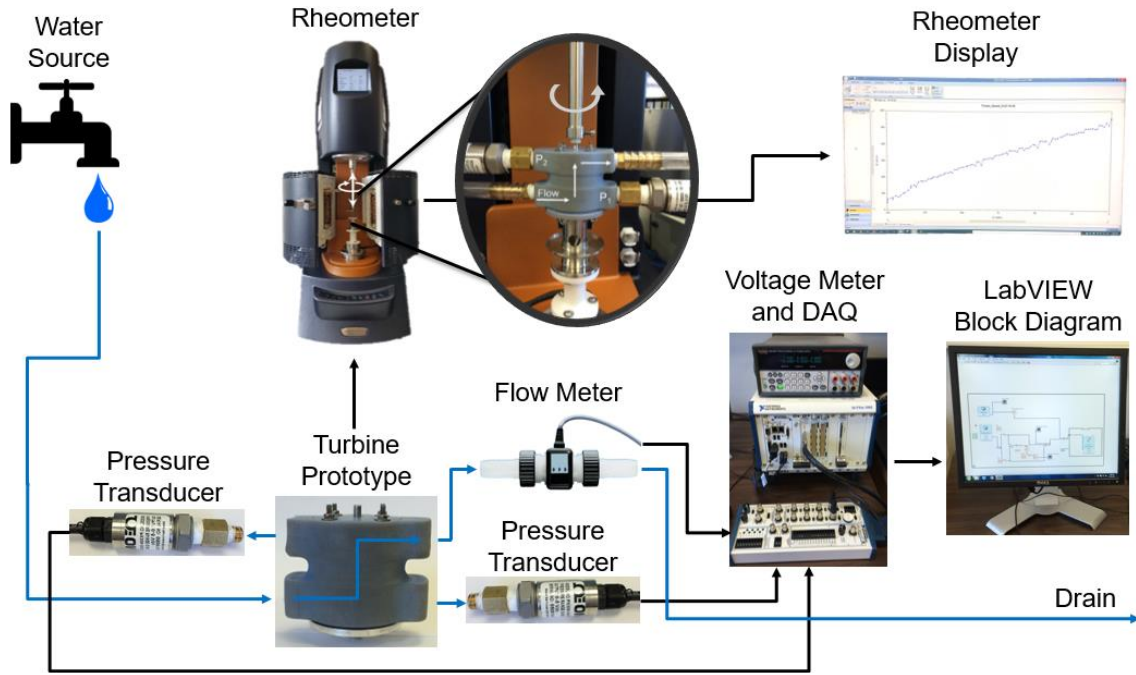 Water
Source
Rheometer
Rheometer
Display
P2
Flow
P1
Voltage Meter
and DAQ
LabVIEW
Block Diagram
Flow Meter
Turbine
Prototype
Pressure
Transducer
Pressure
Transducer
Drain